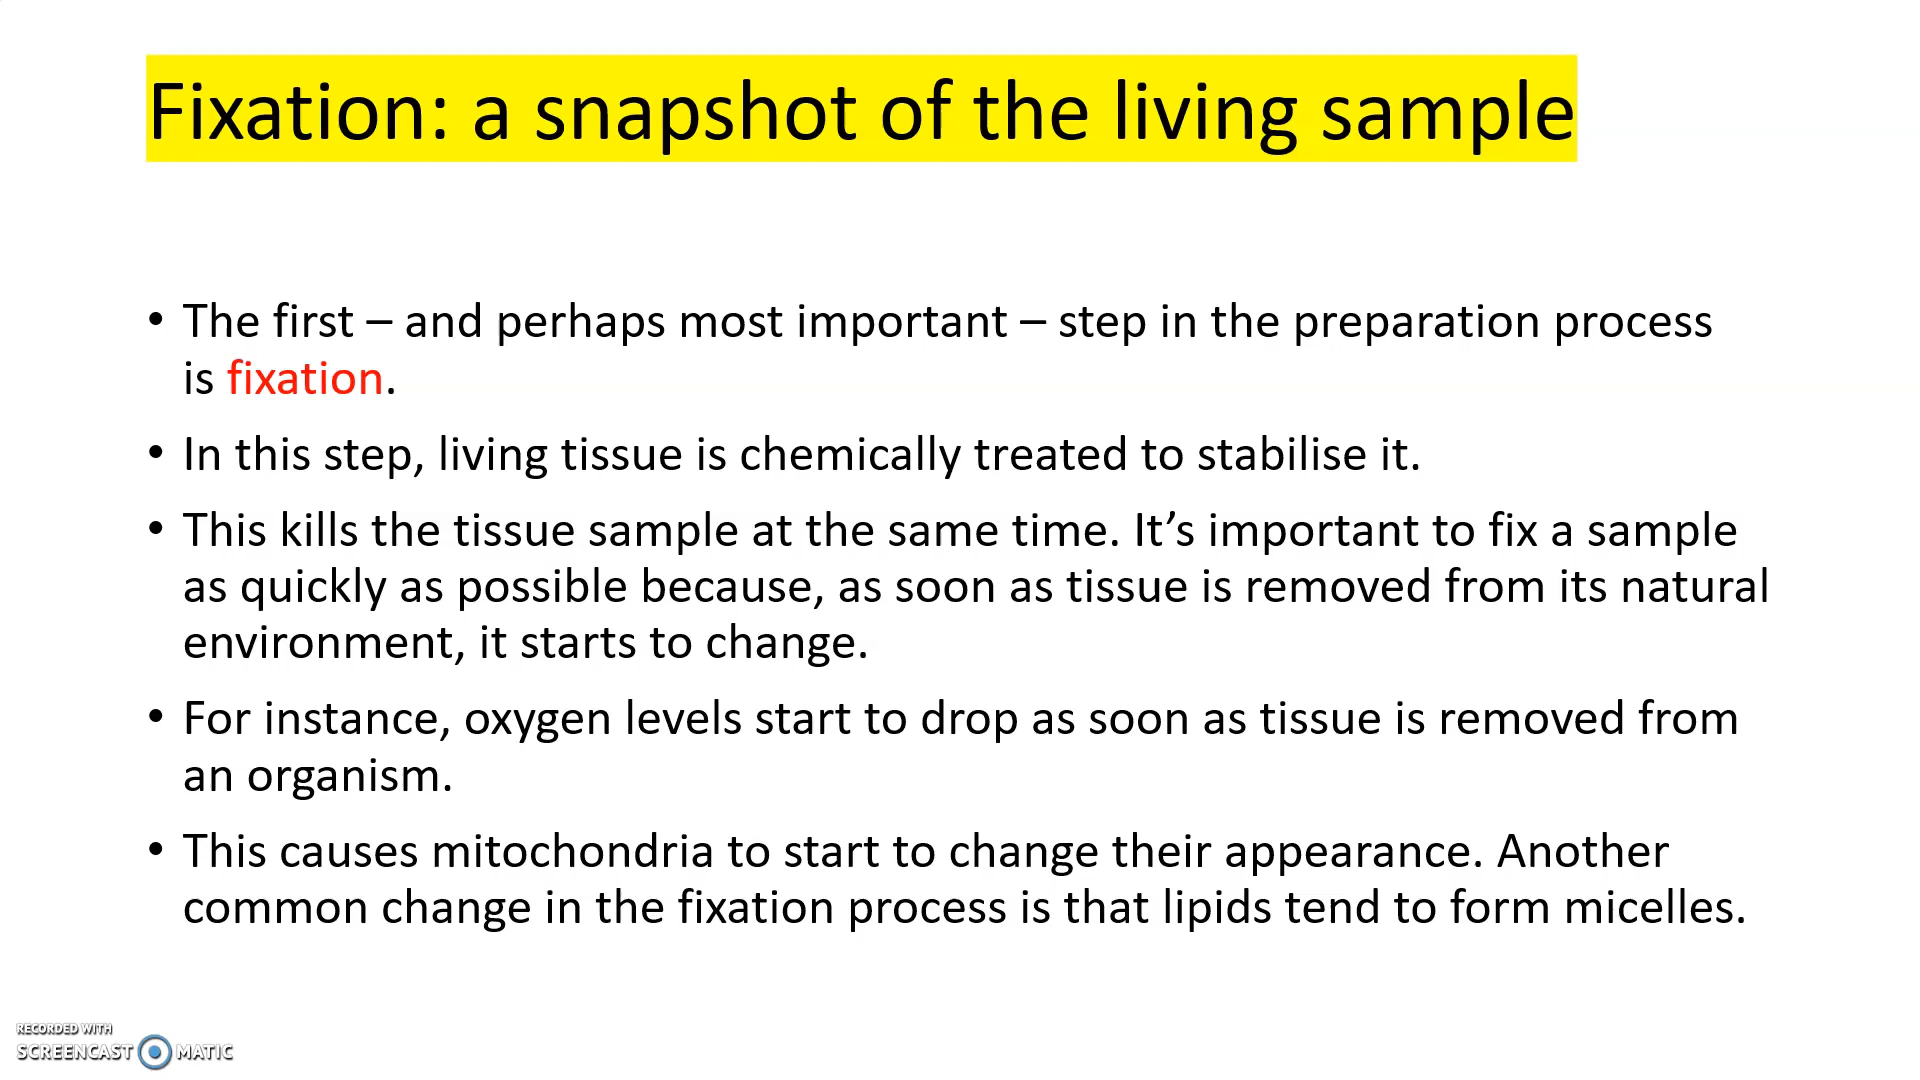 Fixation: a snapshot of the living sample
• The first – and perhaps most important – step in the preparation process
is fixation.
• In this step, living tissue is chemically treated to stabilise it.
• This kills the tissue sample at the same time. It’s important to fix a sample
as quickly as possible because, as soon as tissue is removed from its natural
environment, it starts to change.
• For instance, oxygen levels start to drop as soon as tissue is removed from
an organism.
• This causes mitochondria to start to change their appearance. Another
common change in the fixation process is that lipids tend to form micelles.
RECORDED WITH
SCREENCAST MATIC